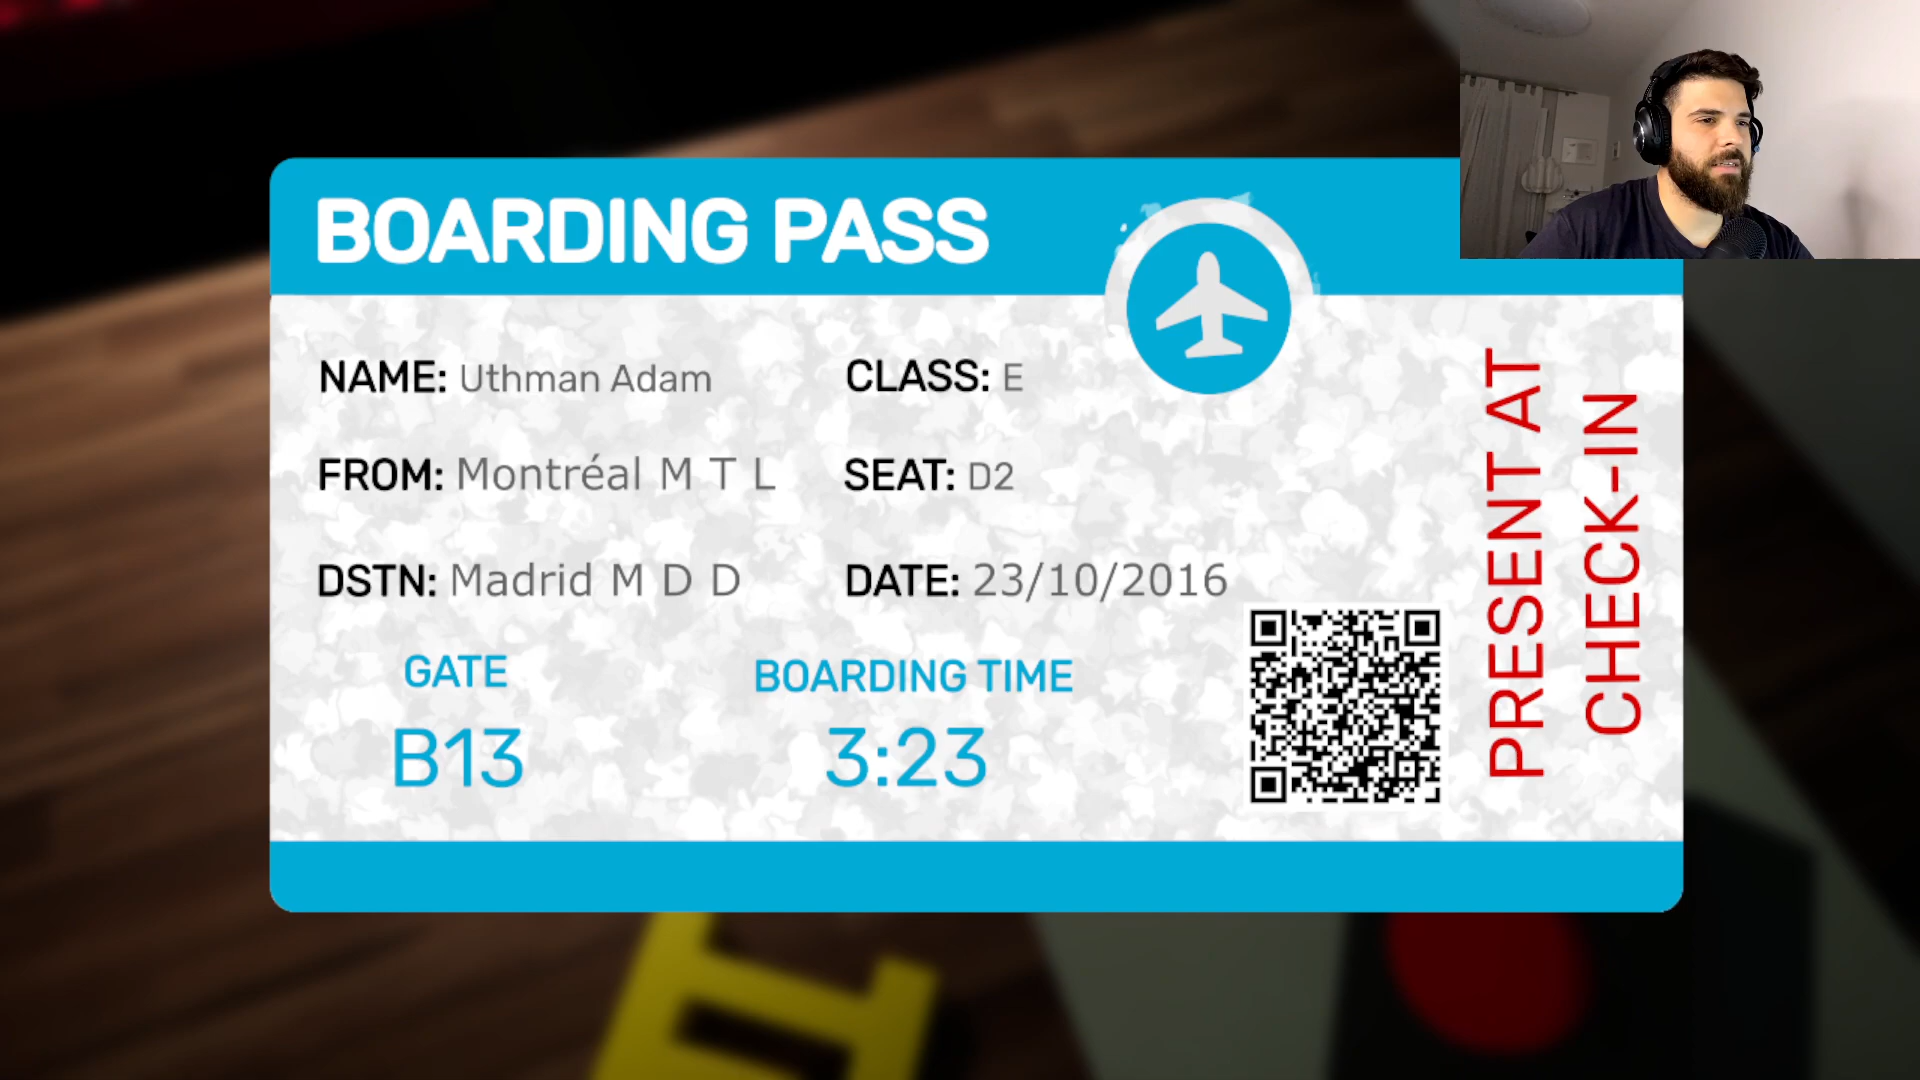 BOARDING PASS
NAME: Uthman Adam
CLASS: E
FROM: Montréal M T L
SEAT: D2
DSTN: Madrid M D D
DATE: 23/10/2016
GATE
B13
BOARDING TIME
3:23
PRESENT AT
CHECK-IN